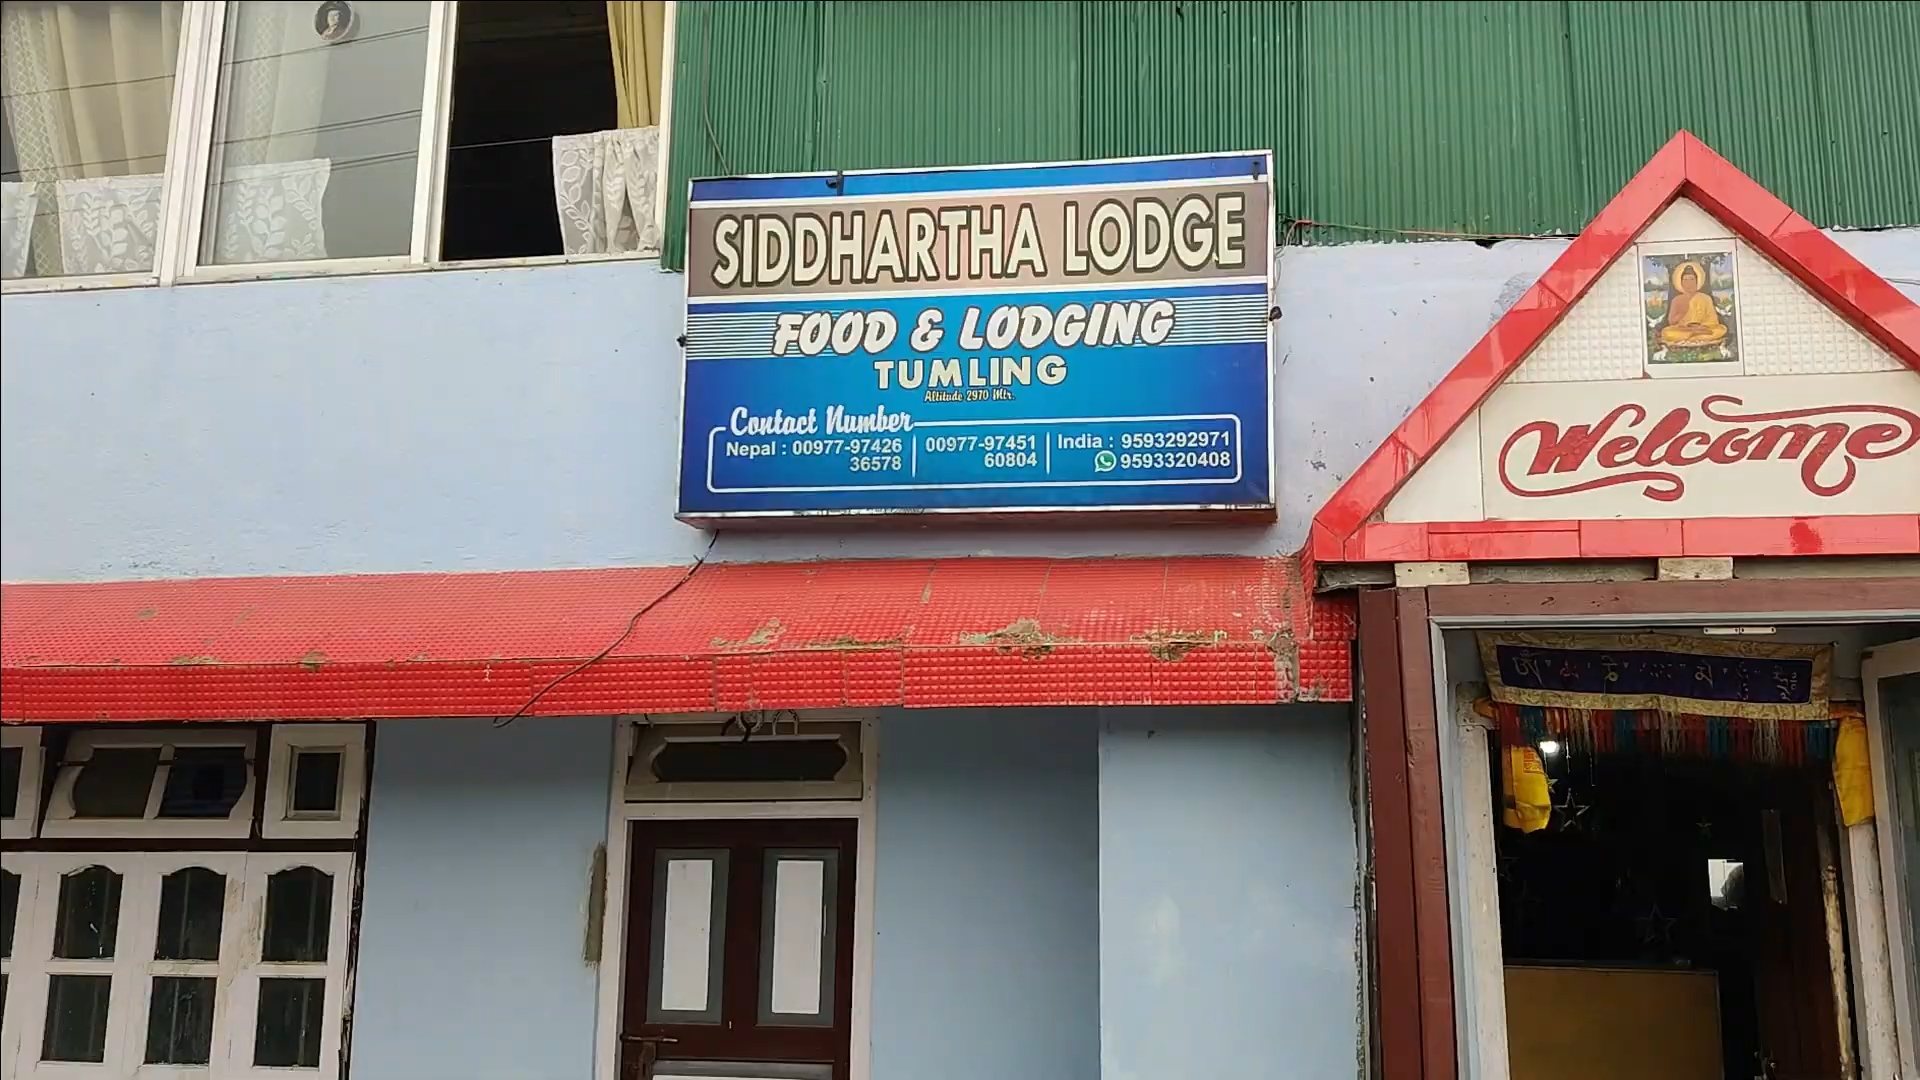 SIDDHARTHA LODGE
FOOD & LODGING
TUMLING
Altitude 2970 Mtr.
Contact Number
Nepal : 00977-97426
36578
00977-97451
60804
India : 9593292971
9593320408
Welcome